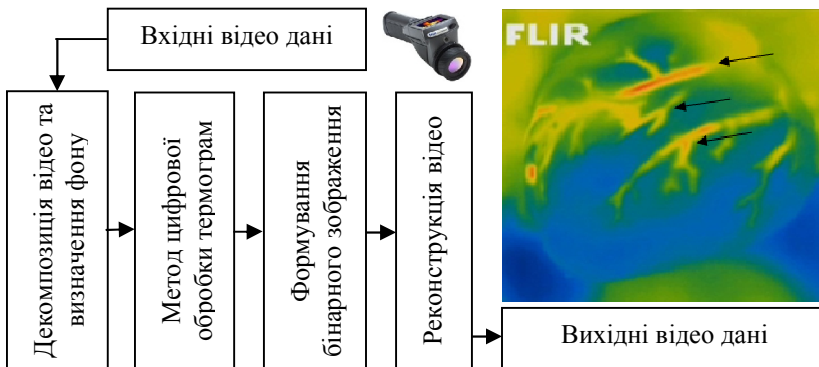 Вхідні відео дані
FLIR
Декомпозиція відео та
визначення фону
Метод цифрової
обробки термограм
Формування
бінарного зображення
Реконструкція відео
Вихідні відео дані